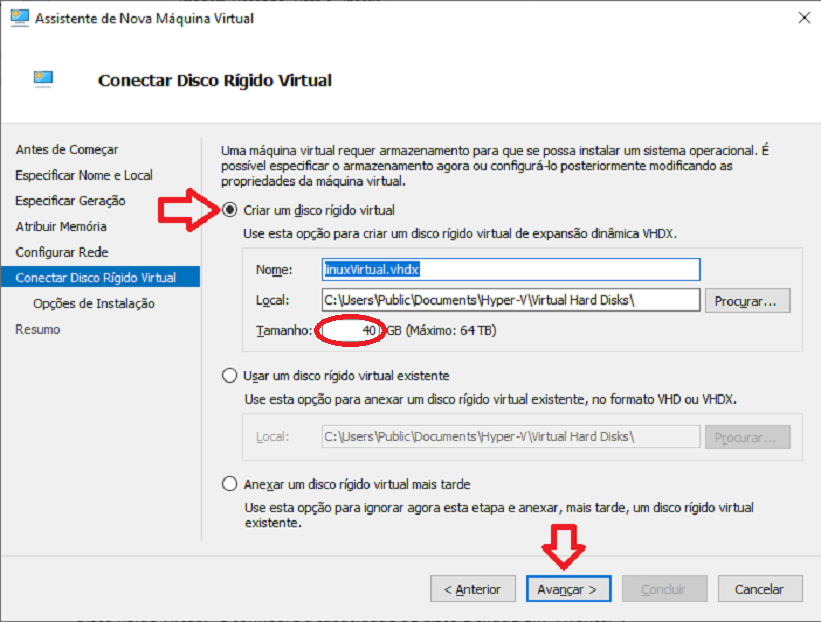 Assistente de Nova Máquina Virtual
Conectar Disco Rígido Virtual
Antes de Começar
Especificar Nome e Local
Especificar Geração
Atribuir Memória
Configurar Rede
Conectar Disco Rígido Virtual
Opções de Instalação
Resumo
Uma máquina virtual requer armazenamento para que se possa instalar um sistema operacional. É
possível especificar o armazenamento agora ou configurá-lo posteriormente modificando as
propriedades da máquina virtual.
Criar um disco rígido virtual
Use esta opção para criar um disco rígido virtual de expansão dinâmica VHDX.
Nome: linuxVirtual.vhdx
Local: C:\Users\Public\Documents\Hyper-V\Virtual Hard Disks\ Procurar...
Tamanho: 40 GB (Máximo: 64 TB)
Usar um disco rígido virtual existente
Use esta opção para anexar um disco rígido virtual existente, no formato VHD ou VHDX.
Local: C:\Users\Public\Documents\Hyper-V\Virtual Hard Disks\ Procurar...
Anexar um disco rígido virtual mais tarde
Use esta opção para ignorar agora esta etapa e anexar, mais tarde, um disco rígido virtual
existente.
< Anterior Avançar > Concluir Cancelar